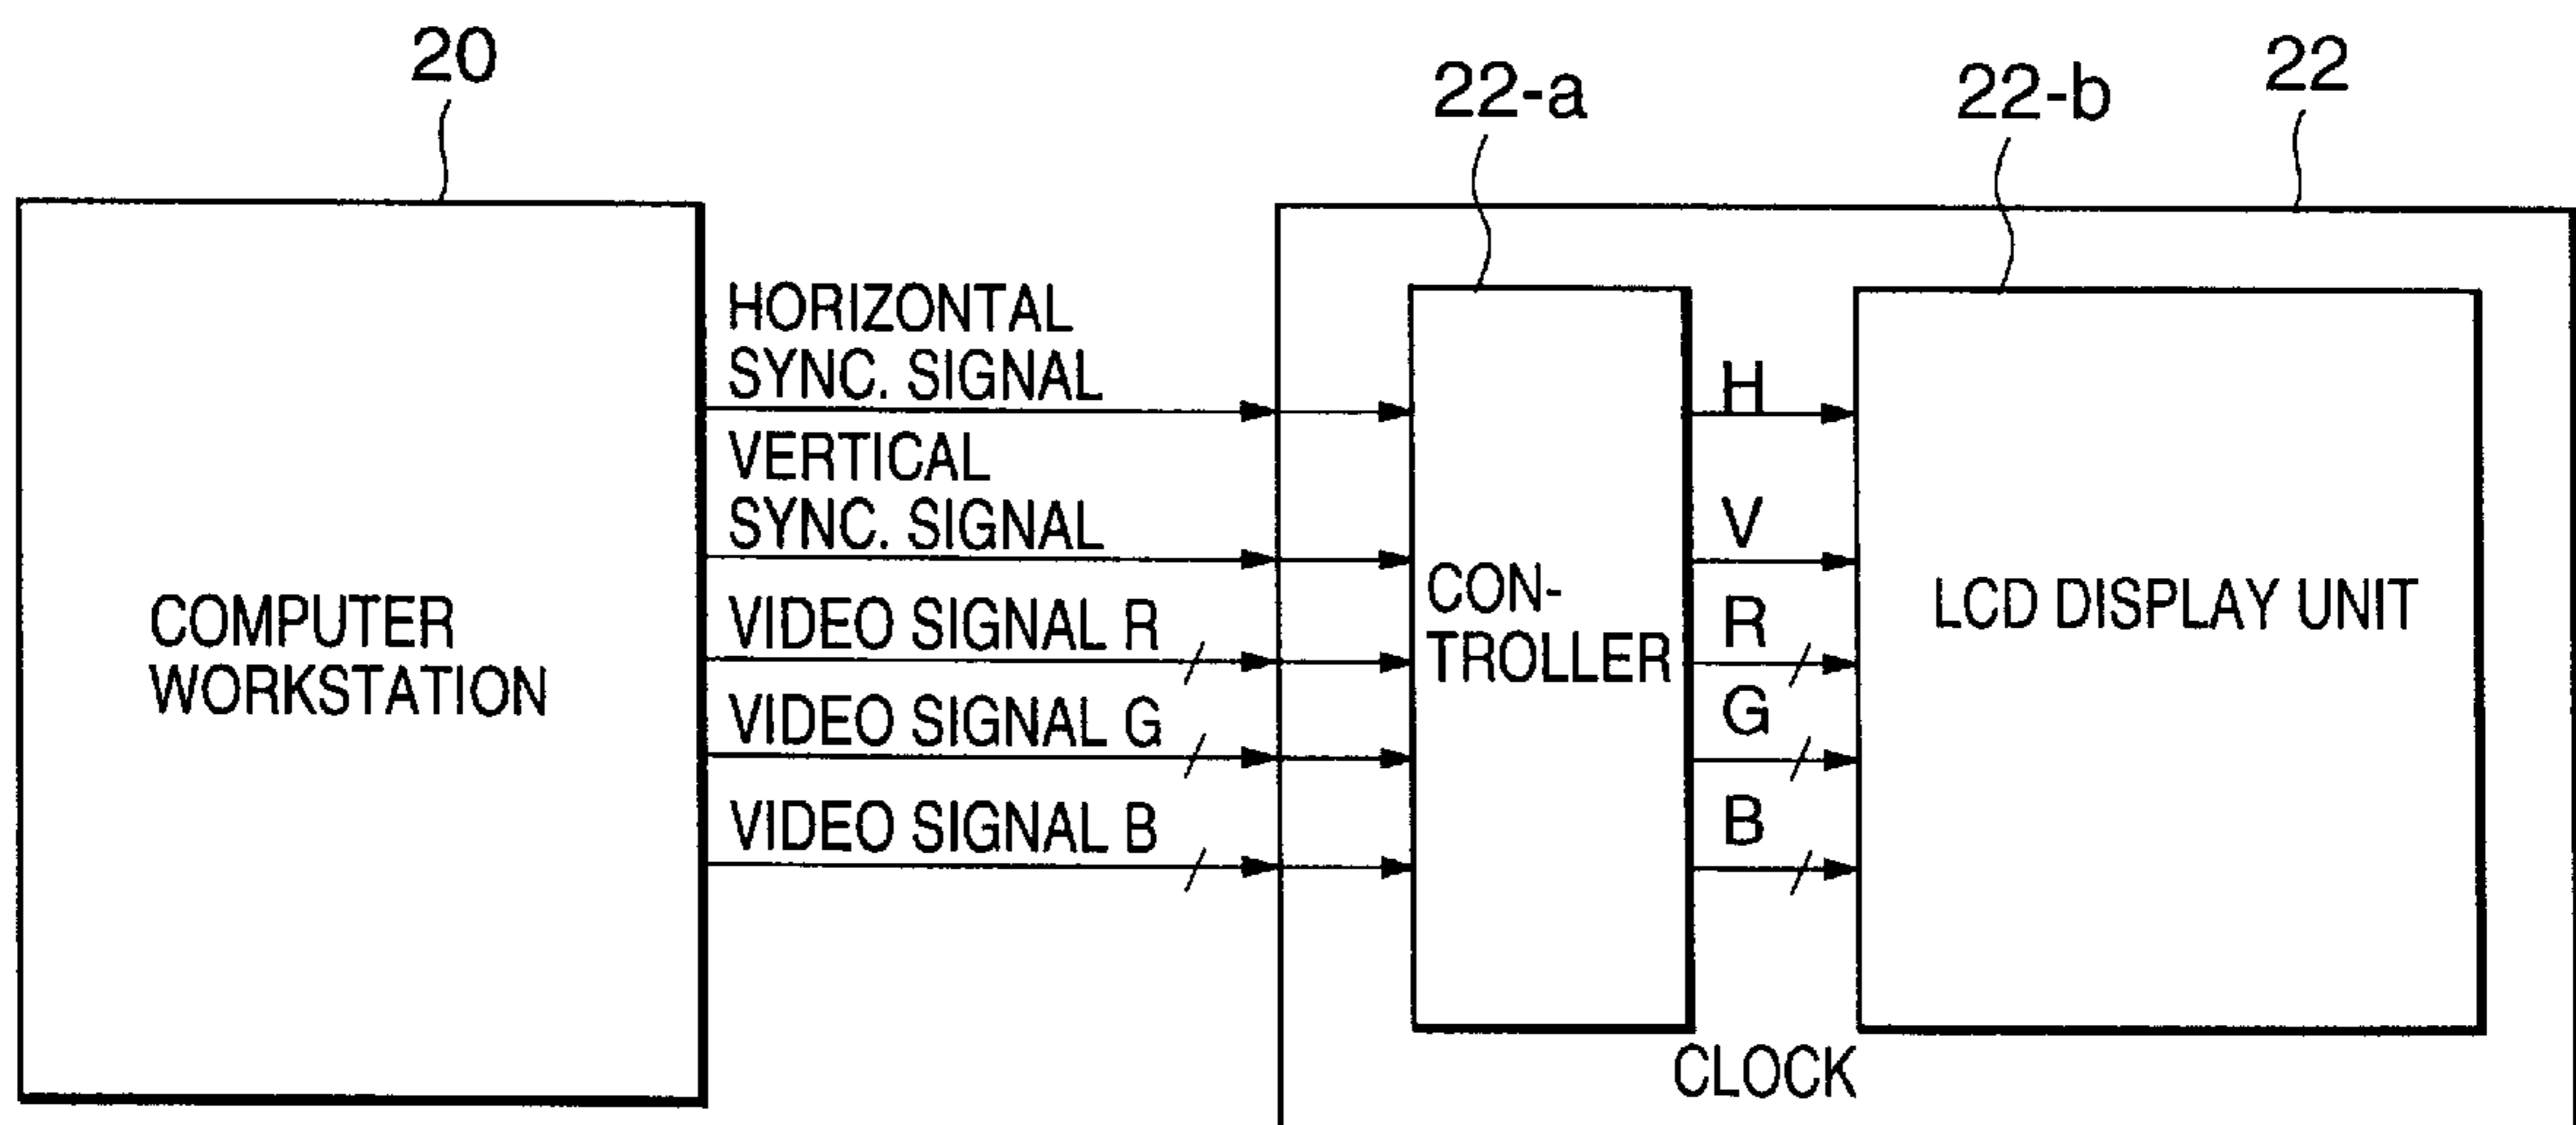 20
22-a
22-b
22
HORIZONTAL
SYNC. SIGNAL
VERTICAL
SYNC. SIGNAL
VIDEO SIGNAL R
VIDEO SIGNAL G
VIDEO SIGNAL B
COMPUTER
WORKSTATION
CON-
TROLLER
H
V
R
G
B
LCD DISPLAY UNIT
CLOCK